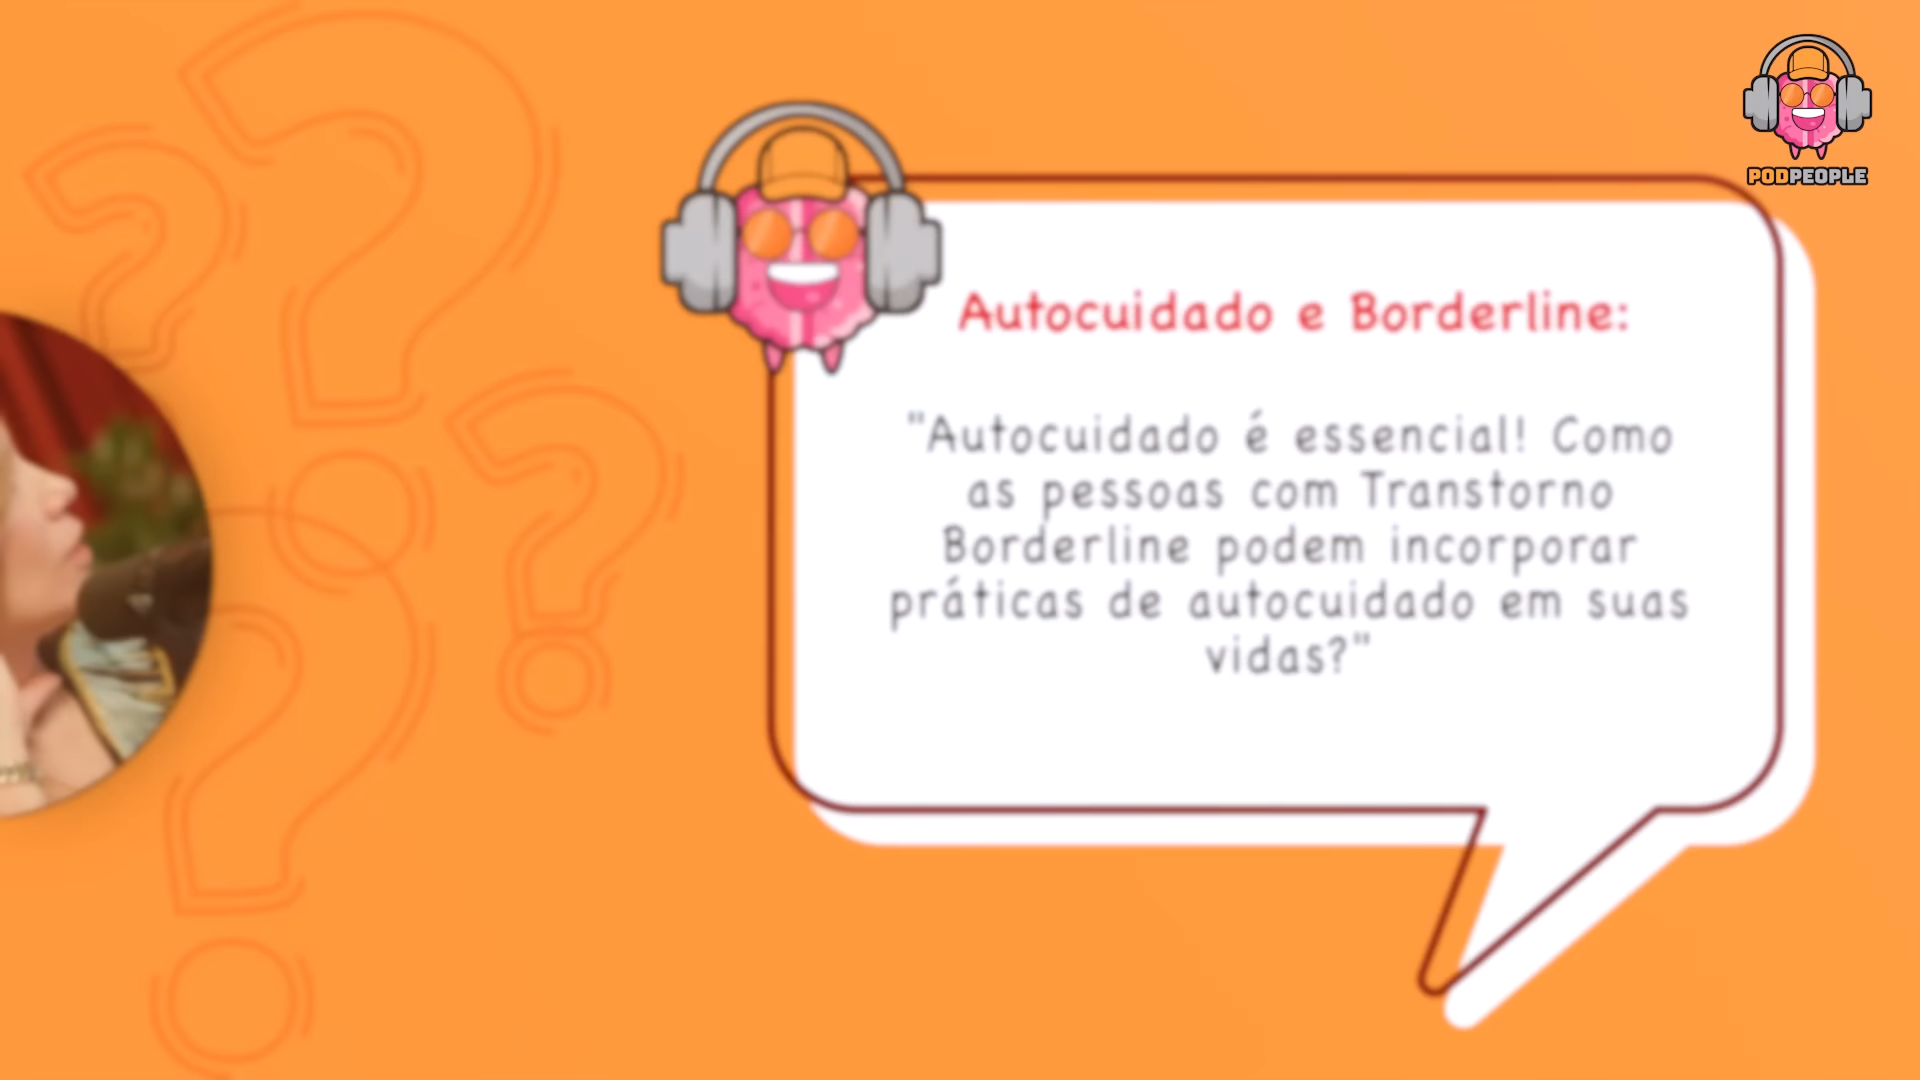 PODPEOPLE
Autocuidado e Borderline:
"Autocuidado é essencial! Como
as pessoas com Transtorno
Borderline podem incorporar
práticas de autocuidado em suas
vidas?"